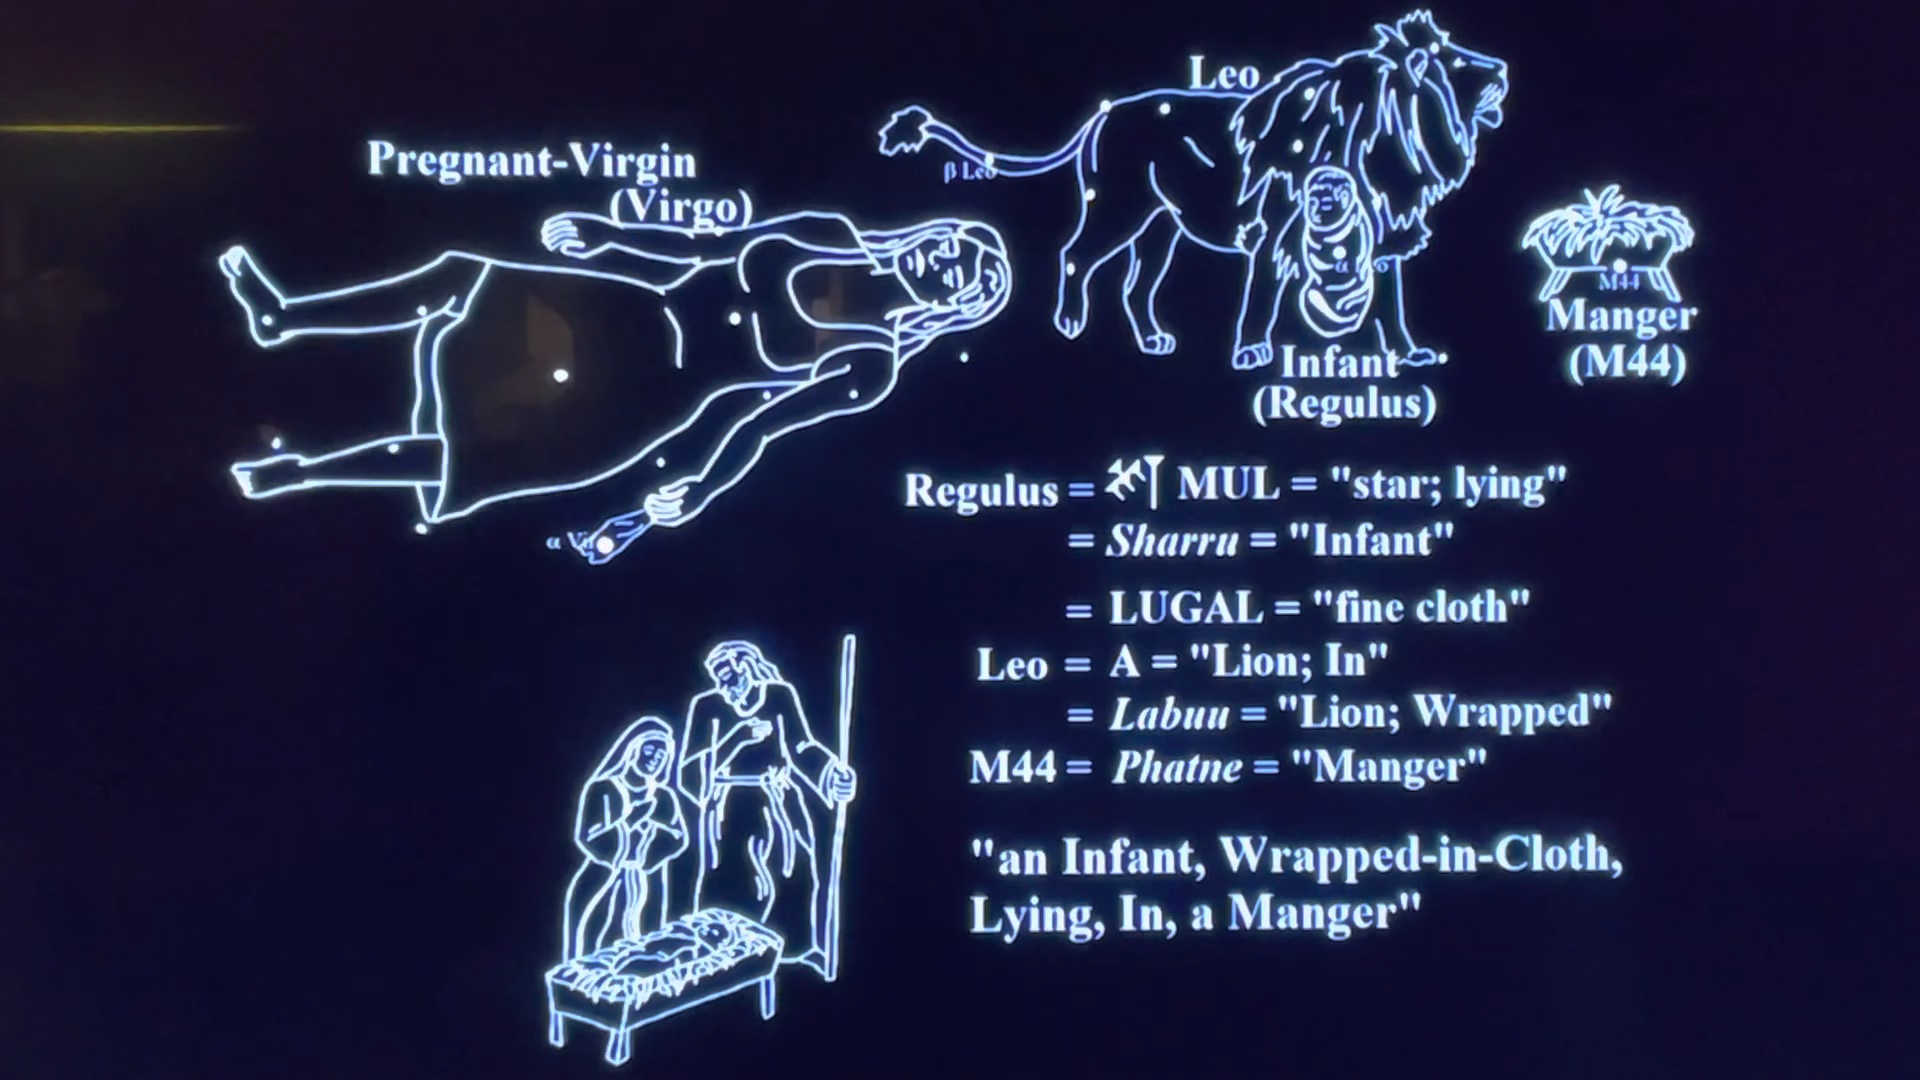 Leo
Pregnant-Virgin
(Virgo)
β Leo
M44
Manger
(M44)
Infant
(Regulus)
Regulus = MUL = "star; lying"
= Sharru = "Infant"
α Vir
= LUGAL = "fine cloth"
Leo = A = "Lion; In"
= Labuu = "Lion; Wrapped"
M44 = Phatne = "Manger"
"an Infant, Wrapped-in-Cloth,
Lying, In, a Manger"